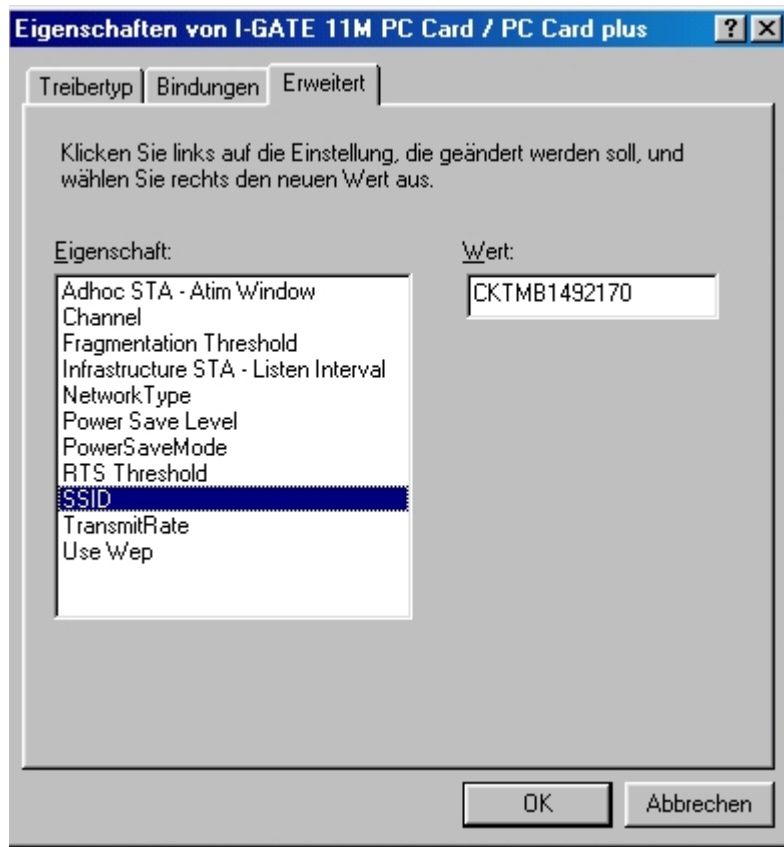 Eigenschaften von I-GATE 11M PC Card / PC Card plus
Treibertyp
Bindungen
Erweitert
Klicken Sie links auf die Einstellung, die geändert werden soll, und
wählen Sie rechts den neuen Wert aus.
Eigenschaft:
Adhoc STA - Atim Window
Channel
Fragmentation Threshold
Infrastructure STA - Listen Interval
NetworkType
Power Save Level
PowerSaveMode
RTS Threshold
SSID
TransmitRate
Use Wep
Wert:
CKTMB1492170
OK
Abbrechen